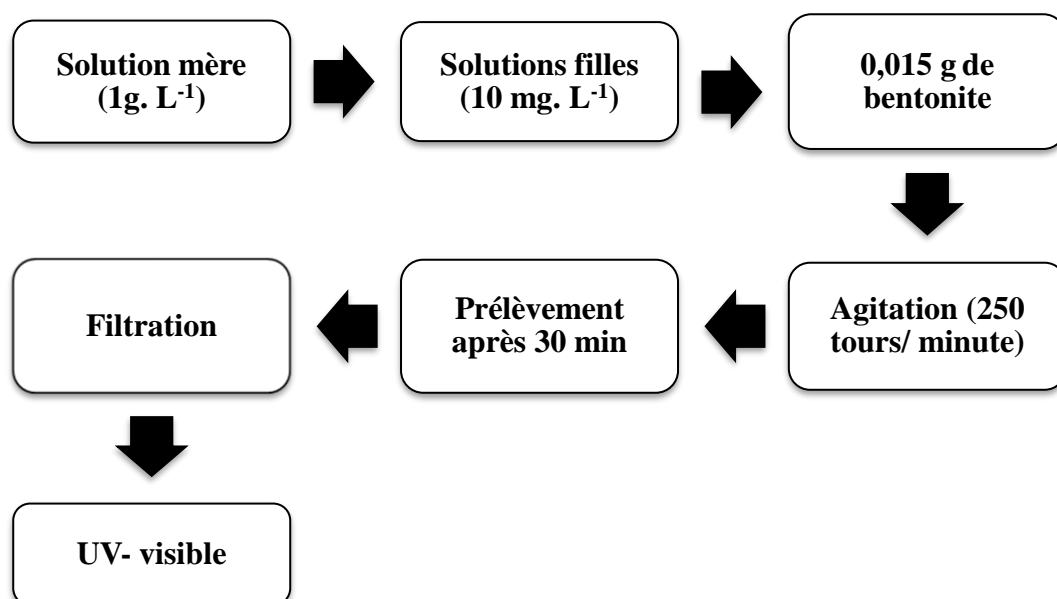 Solution mère
(1g. L⁻¹)
Solutions filles
(10 mg. L⁻¹)
0,015 g de
bentonite
Agitation (250
tours/ minute)
Prélèvement
après 30 min
Filtration
UV- visible